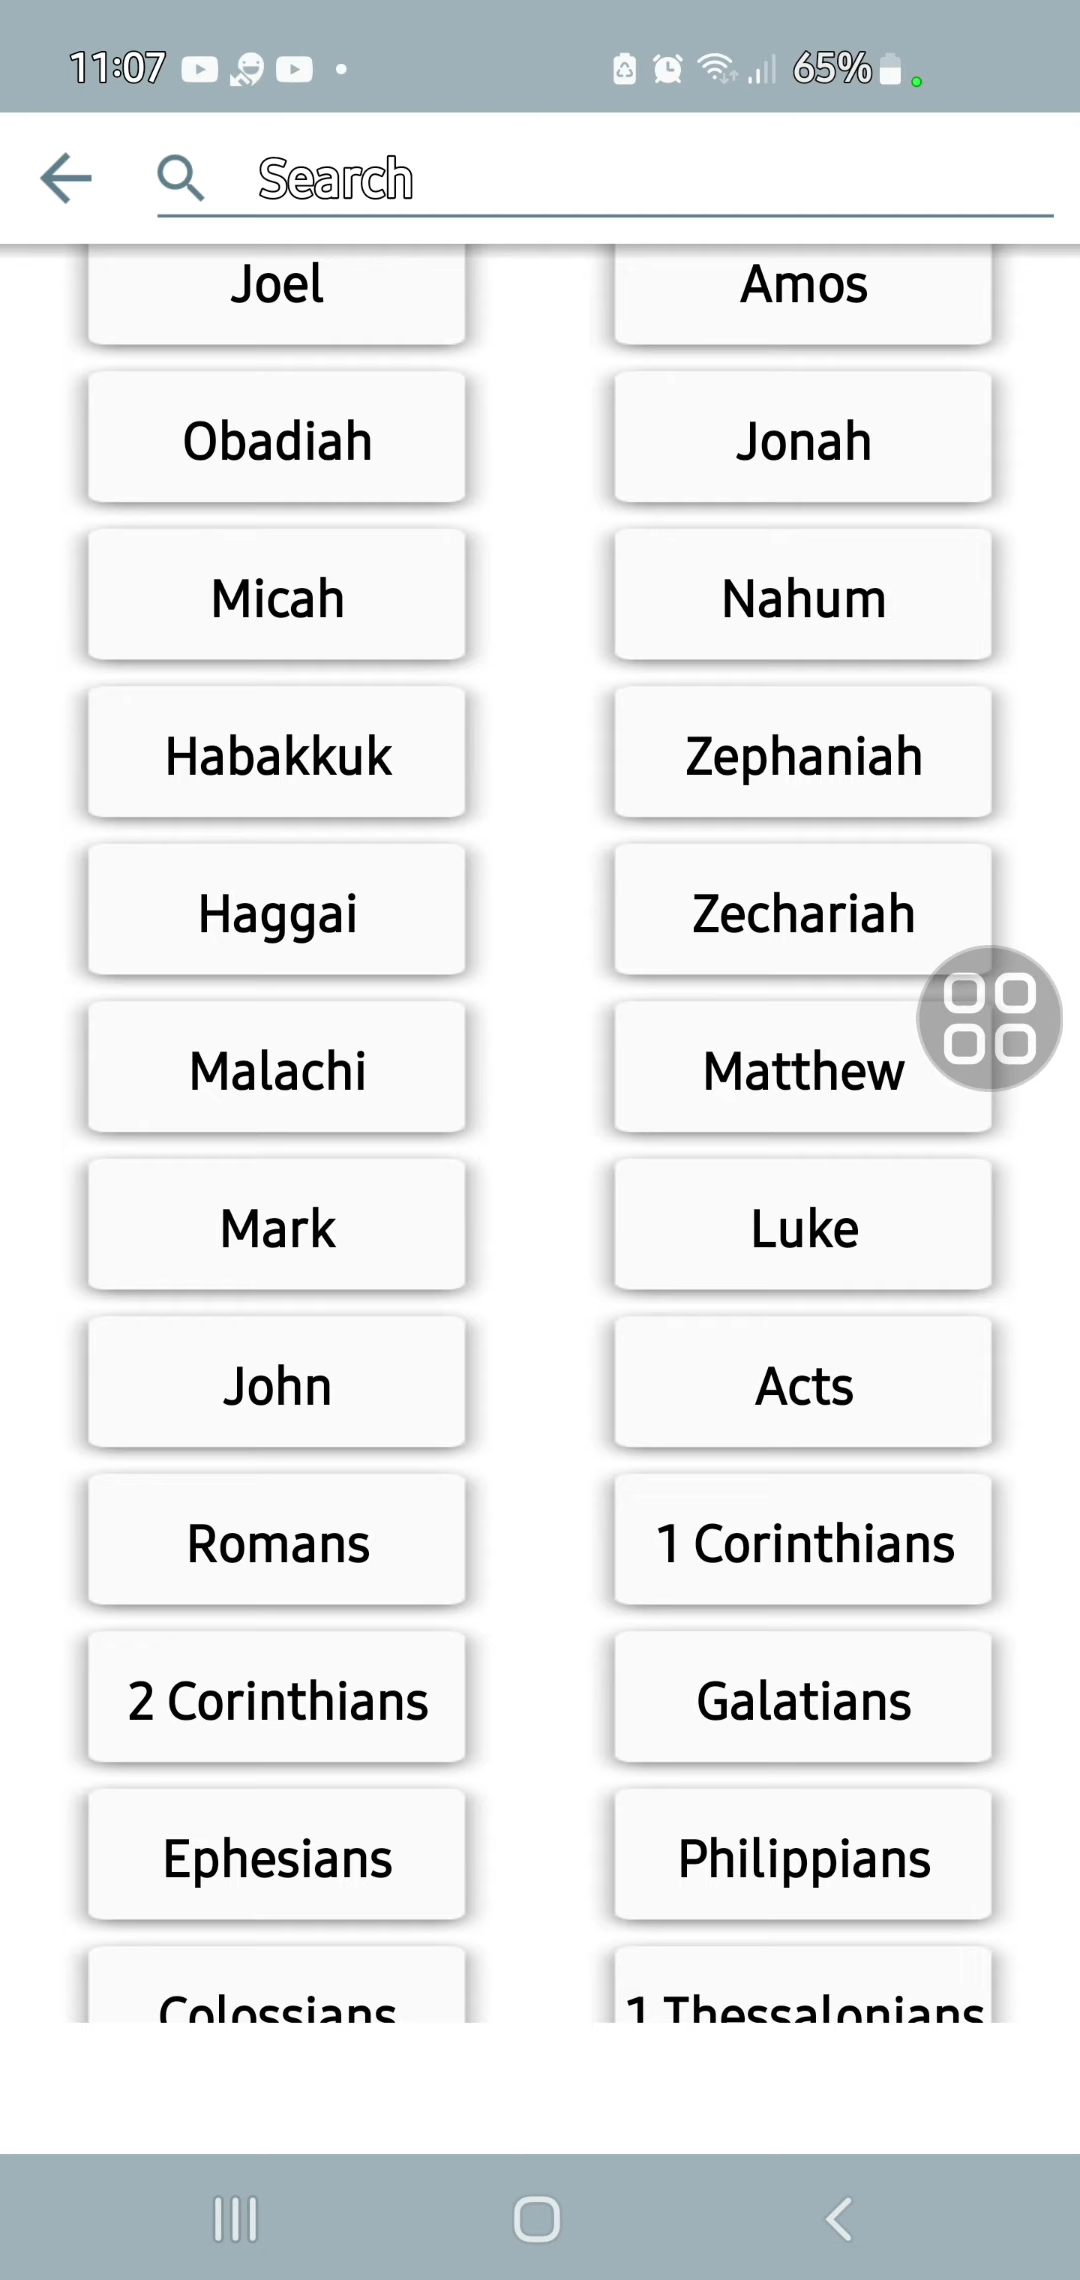 11:07 65%
Search
Joel Amos
Obadiah Jonah
Micah Nahum
Habakkuk Zephaniah
Haggai Zechariah
Malachi Matthew
Mark Luke
John Acts
Romans 1 Corinthians
2 Corinthians Galatians
Ephesians Philippians
Colossians 1 Thessalonians